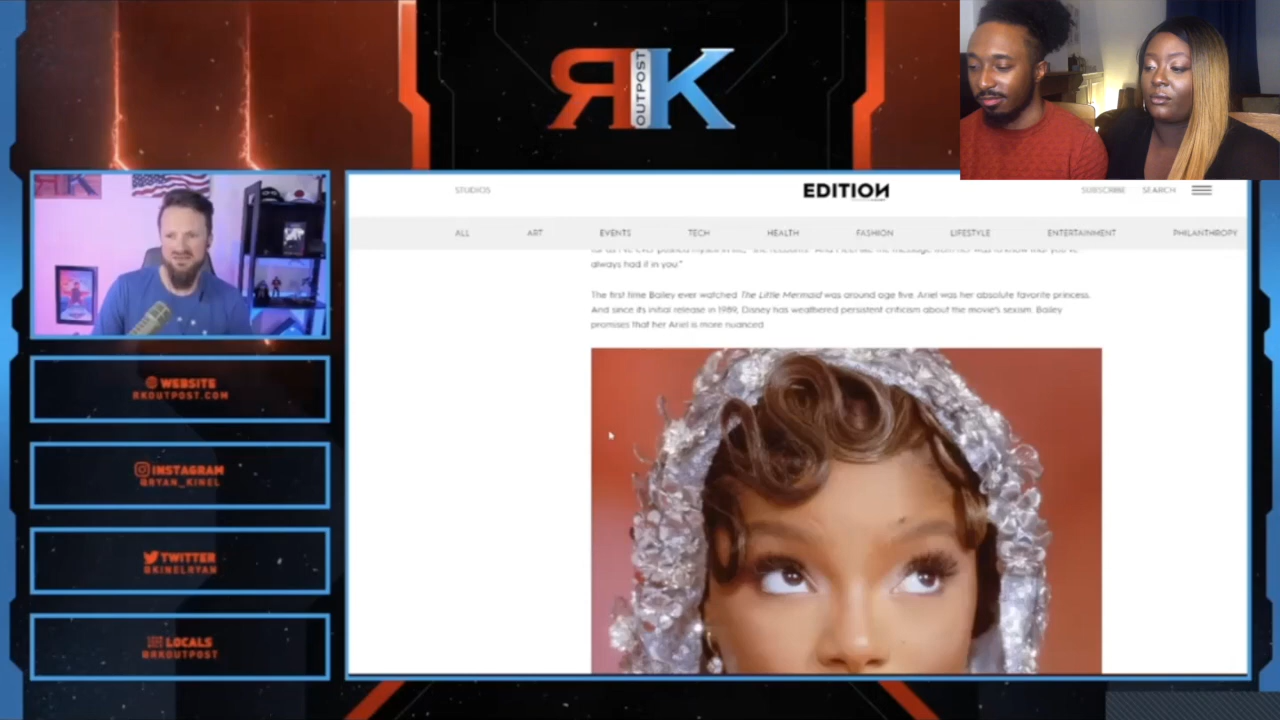 RK
OUTPOST
STUDIOS
EDITION
SUBSCRIBE SEARCH
ALL ART EVENTS TECH HEALTH FASHION LIFESTYLE ENTERTAINMENT PHILANTHROPY
always had it in you."
The first time Bailey ever watched The Little Mermaid was around age five. Ariel was her absolute favorite princess.
And since its initial release in 1989, Disney has weathered persistent criticism about the movie's sexism. Bailey
promises that her Ariel is more nuanced
WEBSITE
RKOUTPOST.COM
INSTAGRAM
@RYAN_KINEL
TWITTER
@KINELRYAN
LOCALS
@RKOUTPOST